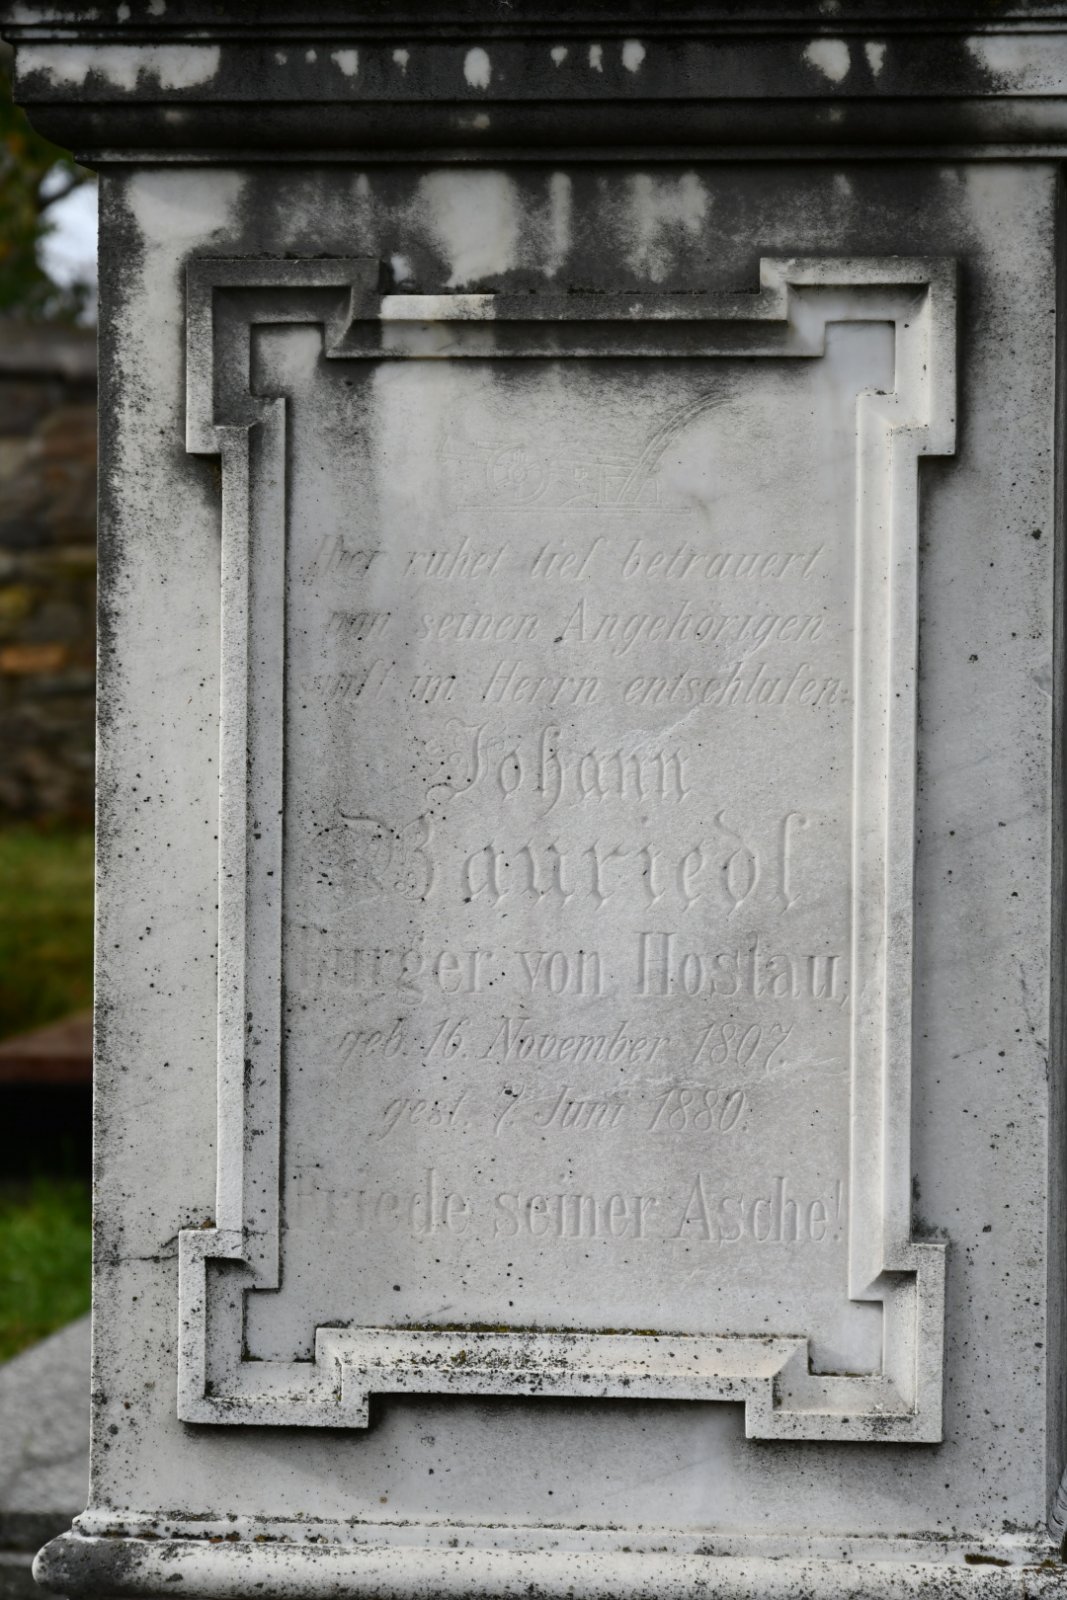 Hier ruhet tief betrauert
von seinen Angehörigen
sanft im Herrn entschlafen:
Johann
Bauriedl
Bürger von Hostau,
geb. 16. November 1807.
gest. 7. Juni 1880.
Friede seiner Asche!